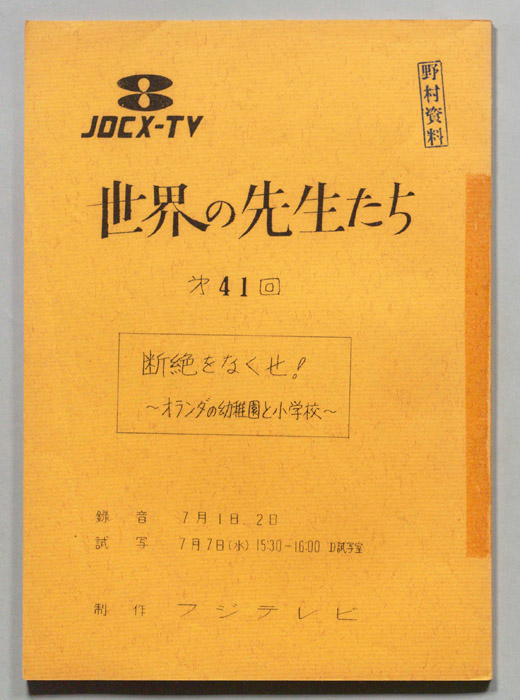 JOCX-TV
野村資料
世界の先生たち
第41回
断絶をなくせ!
～オランダの幼稚園と小学校～
録音 7月1日、2日
試写 7月7日(水) 15:30-16:00 D試写室
制作 フジテレビ